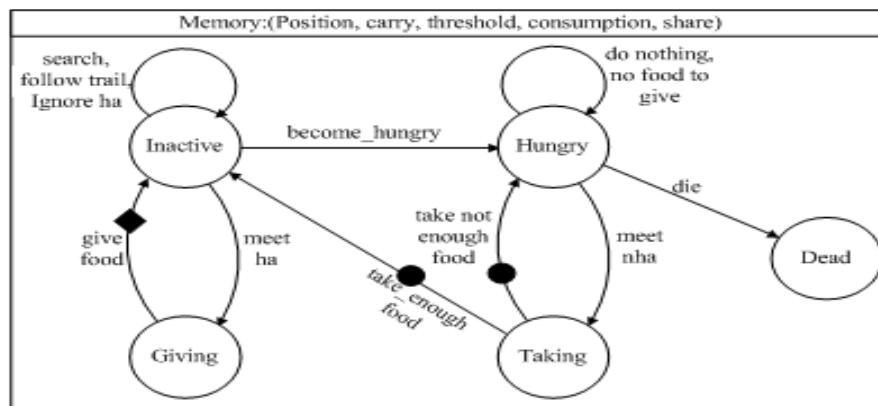 Memory:(Position, carry, threshold, consumption, share)
search,
follow trail,
Ignore ha
do nothing,
no food to
give
Inactive
become_hungry
Hungry
die
give
food
meet
ha
take not
enough
food
meet
nha
Dead
take_enough
food
Giving
Taking